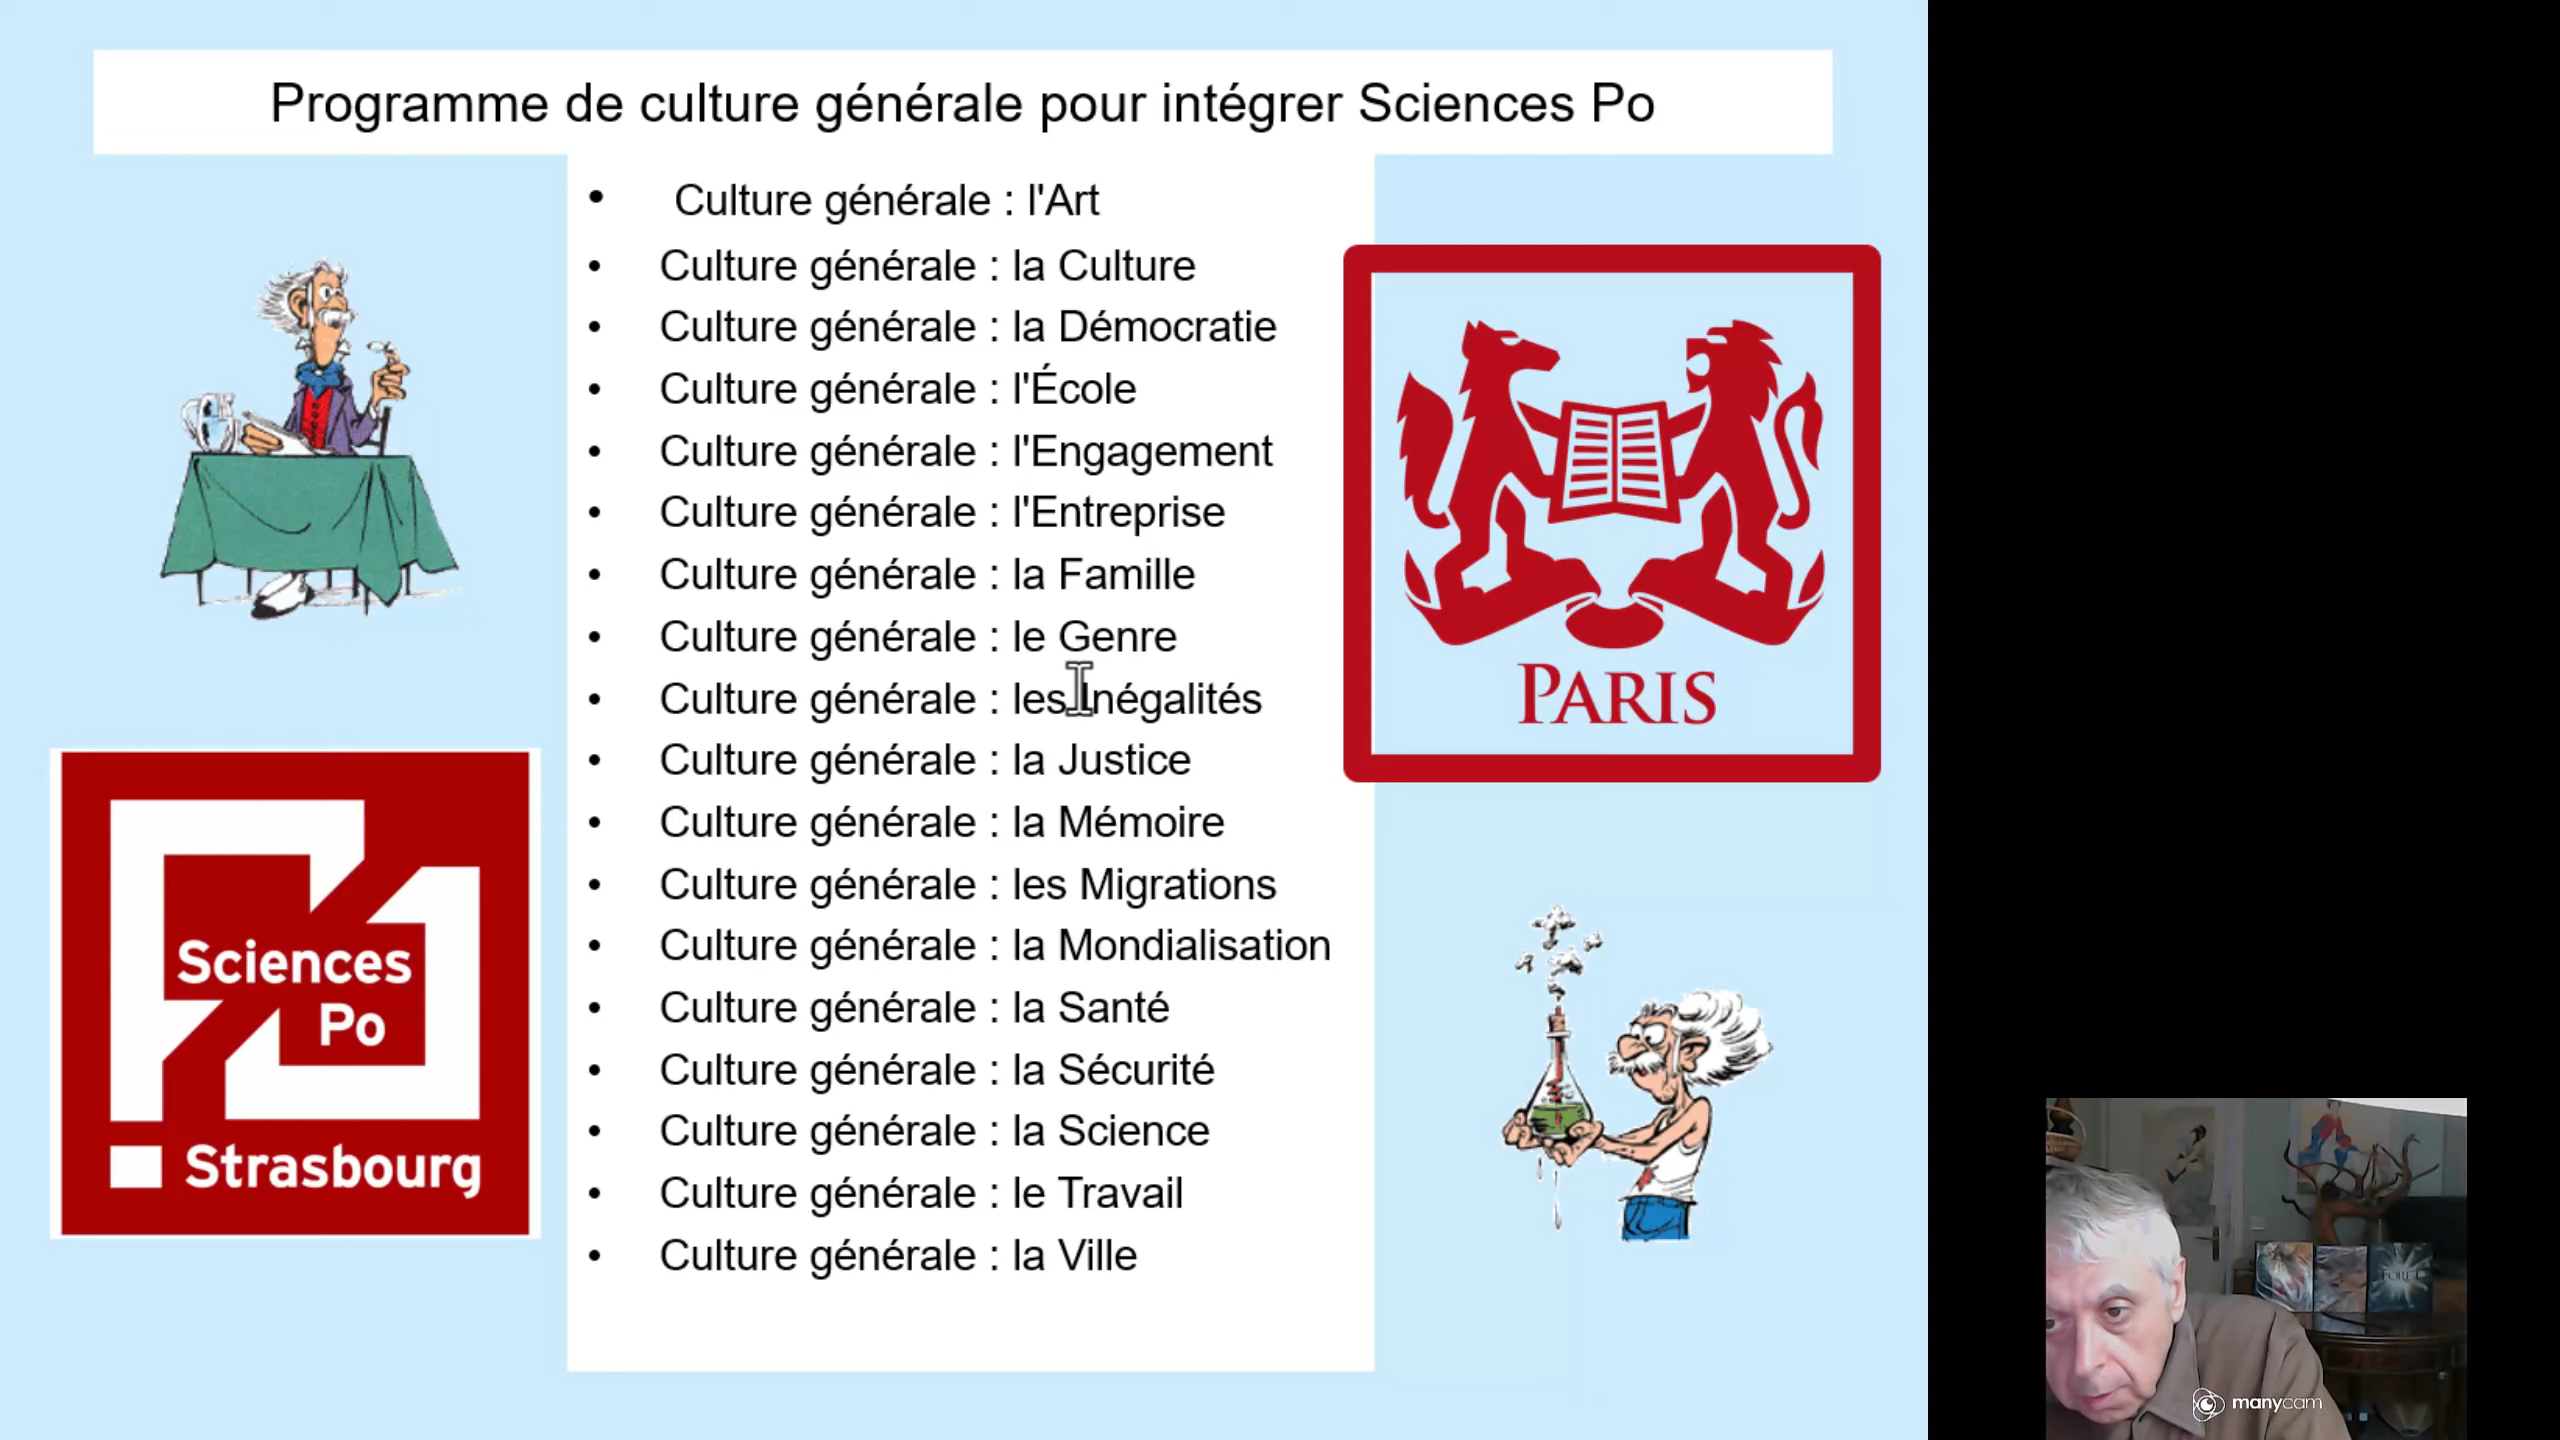 Programme de culture générale pour intégrer Sciences Po
• Culture générale : l'Art
• Culture générale : la Culture
• Culture générale : la Démocratie
• Culture générale : l'École
• Culture générale : l'Engagement
• Culture générale : l'Entreprise
• Culture générale : la Famille
• Culture générale : le Genre
• Culture générale : les Inégalités
• Culture générale : la Justice
• Culture générale : la Mémoire
• Culture générale : les Migrations
• Culture générale : la Mondialisation
• Culture générale : la Santé
• Culture générale : la Sécurité
• Culture générale : la Science
• Culture générale : le Travail
• Culture générale : la Ville
PARIS
Sciences
Po
Strasbourg
FORET
manycam